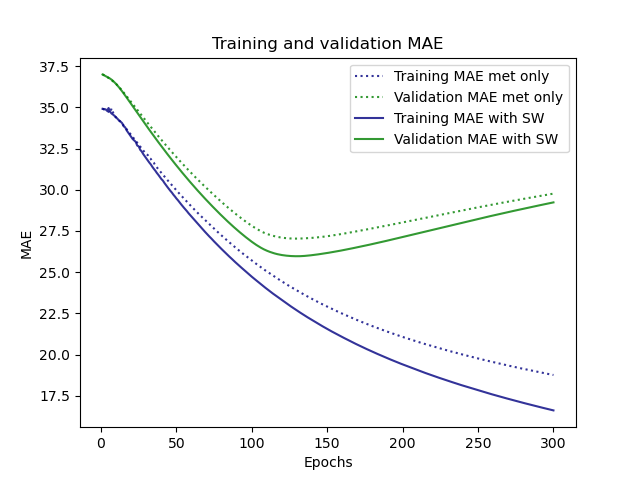 Training and validation MAE
37.5
35.0
32.5
30.0
27.5
25.0
22.5
20.0
17.5
MAE
Training MAE met only
Validation MAE met only
Training MAE with SW
Validation MAE with SW
0 50 100 150 200 250 300
Epochs